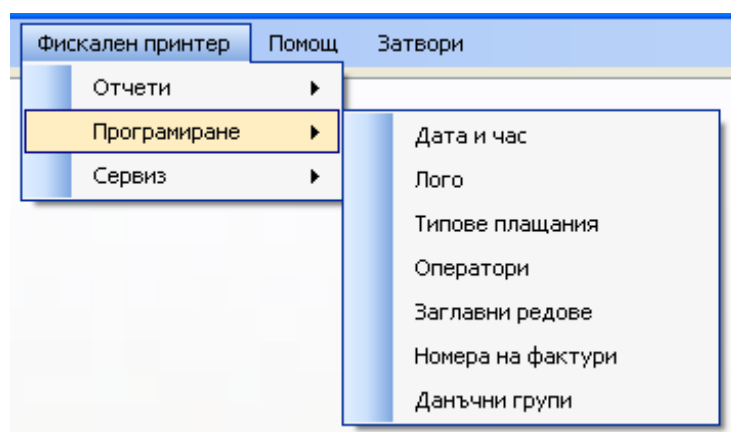 Фискален принтер Помощ Затвори
Отчети
Програмиране
Сервиз
Дата и час
Лого
Типове плащания
Оператори
Заглавни редове
Номера на фактури
Данъчни групи